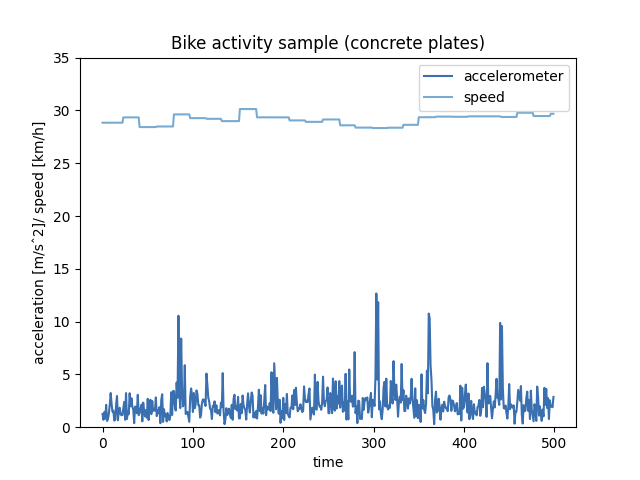 Bike activity sample (concrete plates)
accelerometer
speed
acceleration [m/sˆ2]/ speed [km/h]
35
30
25
20
15
10
5
0
0
100
200
300
400
500
time